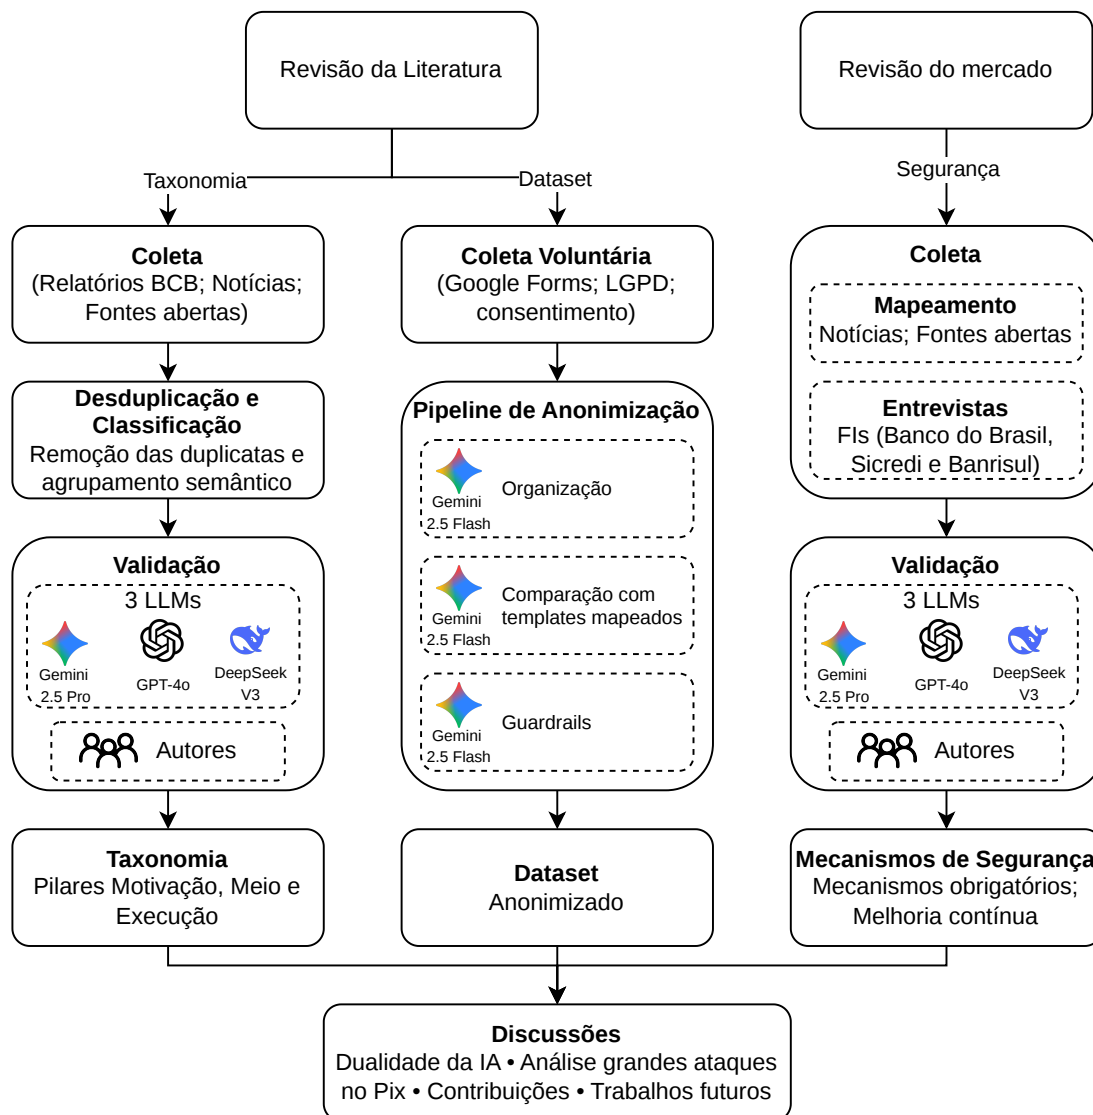 Revisão da Literatura
Revisão do mercado
Taxonomia
Dataset
Segurança
Coleta
(Relatórios BCB; Notícias;
Fontes abertas)
Coleta Voluntária
(Google Forms; LGPD;
consentimento)
Coleta
Mapeamento
Notícias; Fontes abertas
Entrevistas
FIs (Banco do Brasil,
Sicredi e Banrisul)
Desduplicação e
Classificação
Remoção das duplicatas e
agrupamento semântico
Pipeline de Anonimização
Gemini
2.5 Flash
Organização
Gemini
2.5 Flash
Comparação com
templates mapeados
Gemini
2.5 Flash
Guardrails
Validação
3 LLMs
Gemini
2.5 Pro
GPT-4o
DeepSeek
V3
Autores
Validação
3 LLMs
Gemini
2.5 Pro
GPT-4o
DeepSeek
V3
Autores
Taxonomia
Pilares Motivação, Meio e
Execução
Dataset
Anonimizado
Mecanismos de Segurança
Mecanismos obrigatórios;
Melhoria contínua
Discussões
Dualidade da IA • Análise grandes ataques
no Pix • Contribuições • Trabalhos futuros